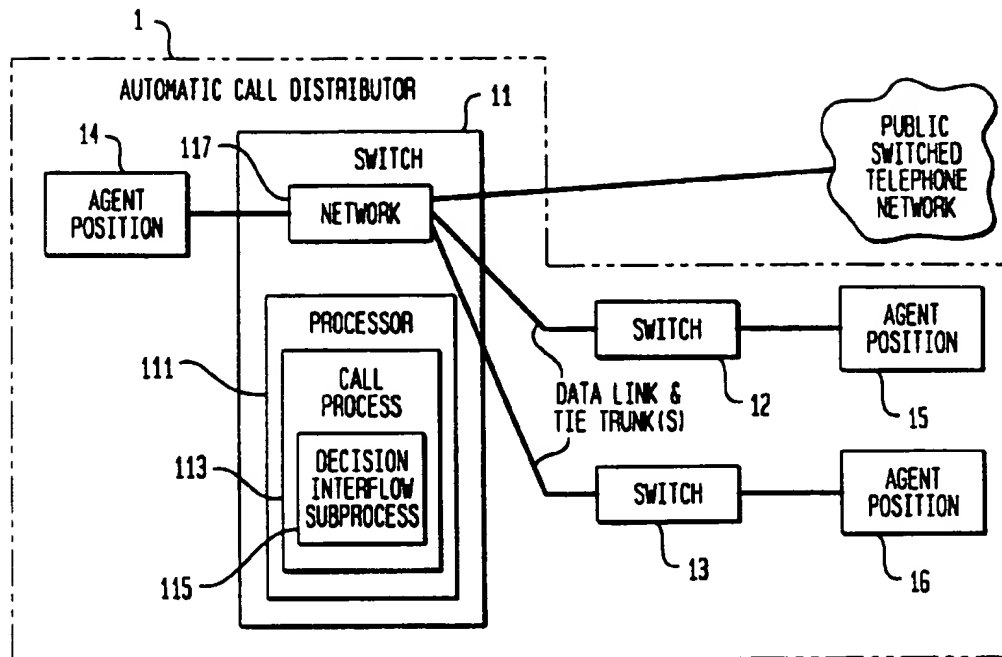 1
AUTOMATIC CALL DISTRIBUTOR
11
14
117
SWITCH
AGENT
POSITION
NETWORK
PUBLIC
SWITCHED
TELEPHONE
NETWORK
PROCESSOR
111
CALL
PROCESS
113
DECISION
INTERFLOW
SUBPROCESS
115
SWITCH
12
AGENT
POSITION
15
DATA LINK &
TIE TRUNK(S)
SWITCH
13
AGENT
POSITION
16